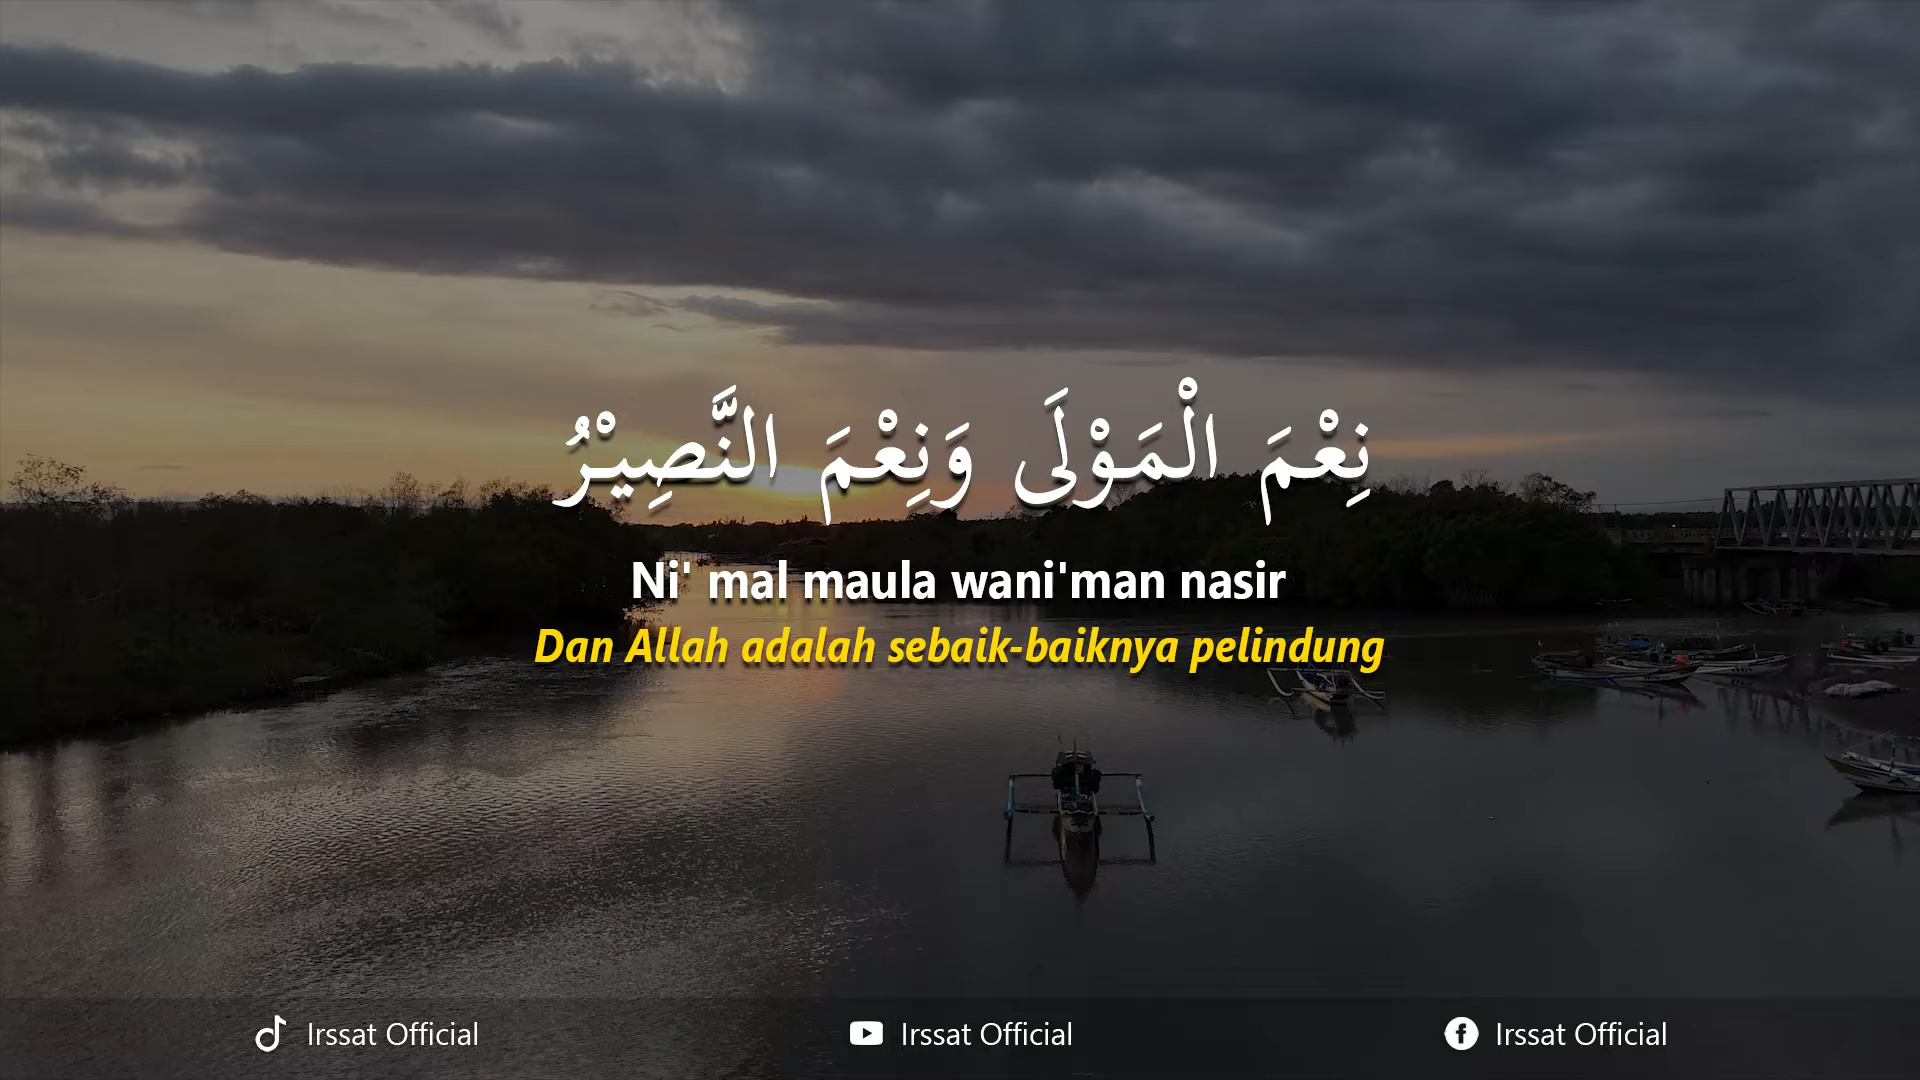 نِعْمَ الْمَوْلَى وَنِعْمَ النَّصِيْرُ
Ni' mal maula wani'man nasir
Dan Allah adalah sebaik-baiknya pelindung
Irssat Official
Irssat Official
Irssat Official